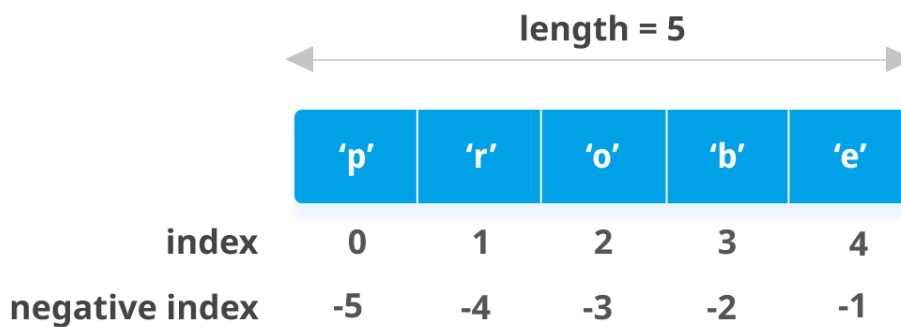 length = 5
‘p’ ‘r’ ‘o’ ‘b’ ‘e’
index 0 1 2 3 4
negative index -5 -4 -3 -2 -1